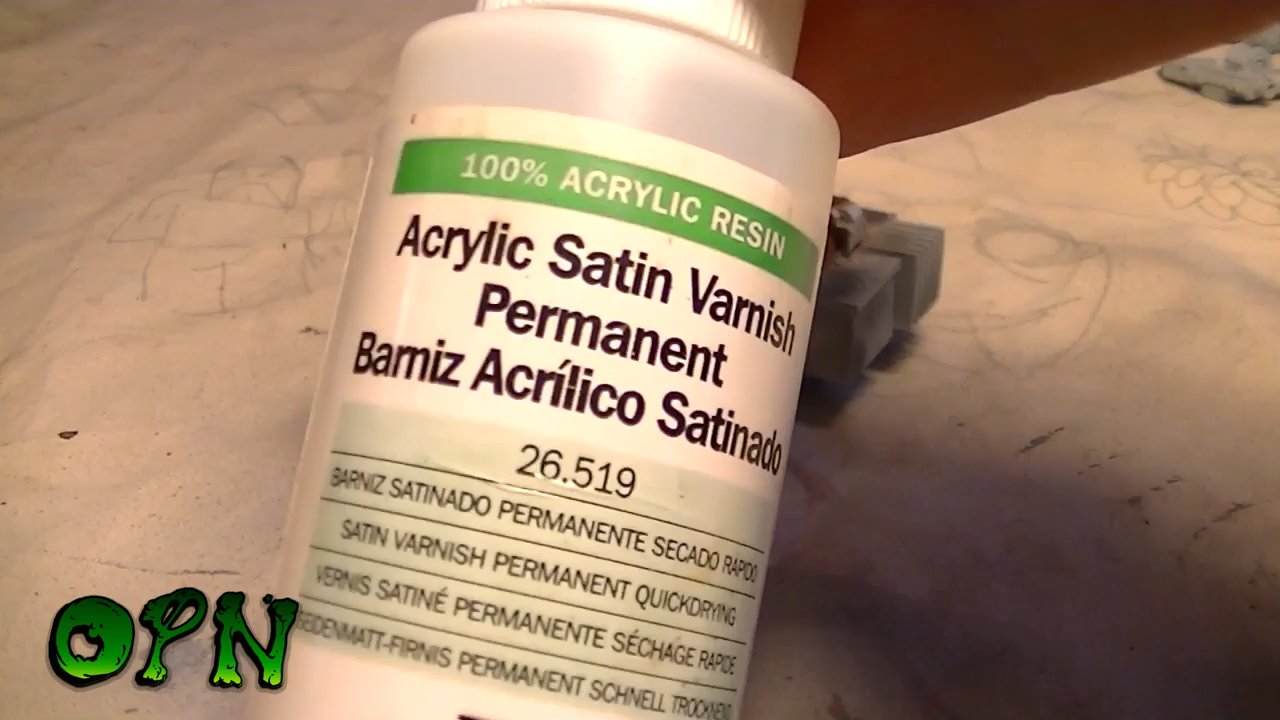 100% ACRYLIC RESIN
Acrylic Satin Varnish
Permanent
Barniz Acrílico Satinado
26.519
BARNIZ SATINADO PERMANENTE SECADO RAPIDO
SATIN VARNISH PERMANENT QUICKDRYING
VERNIS SATINÉ PERMANENTE SÉCHAGE RAPIDE
SEIDENMATT-FIRNIS PERMANENT SCHNELL TROCKNEND
OPN